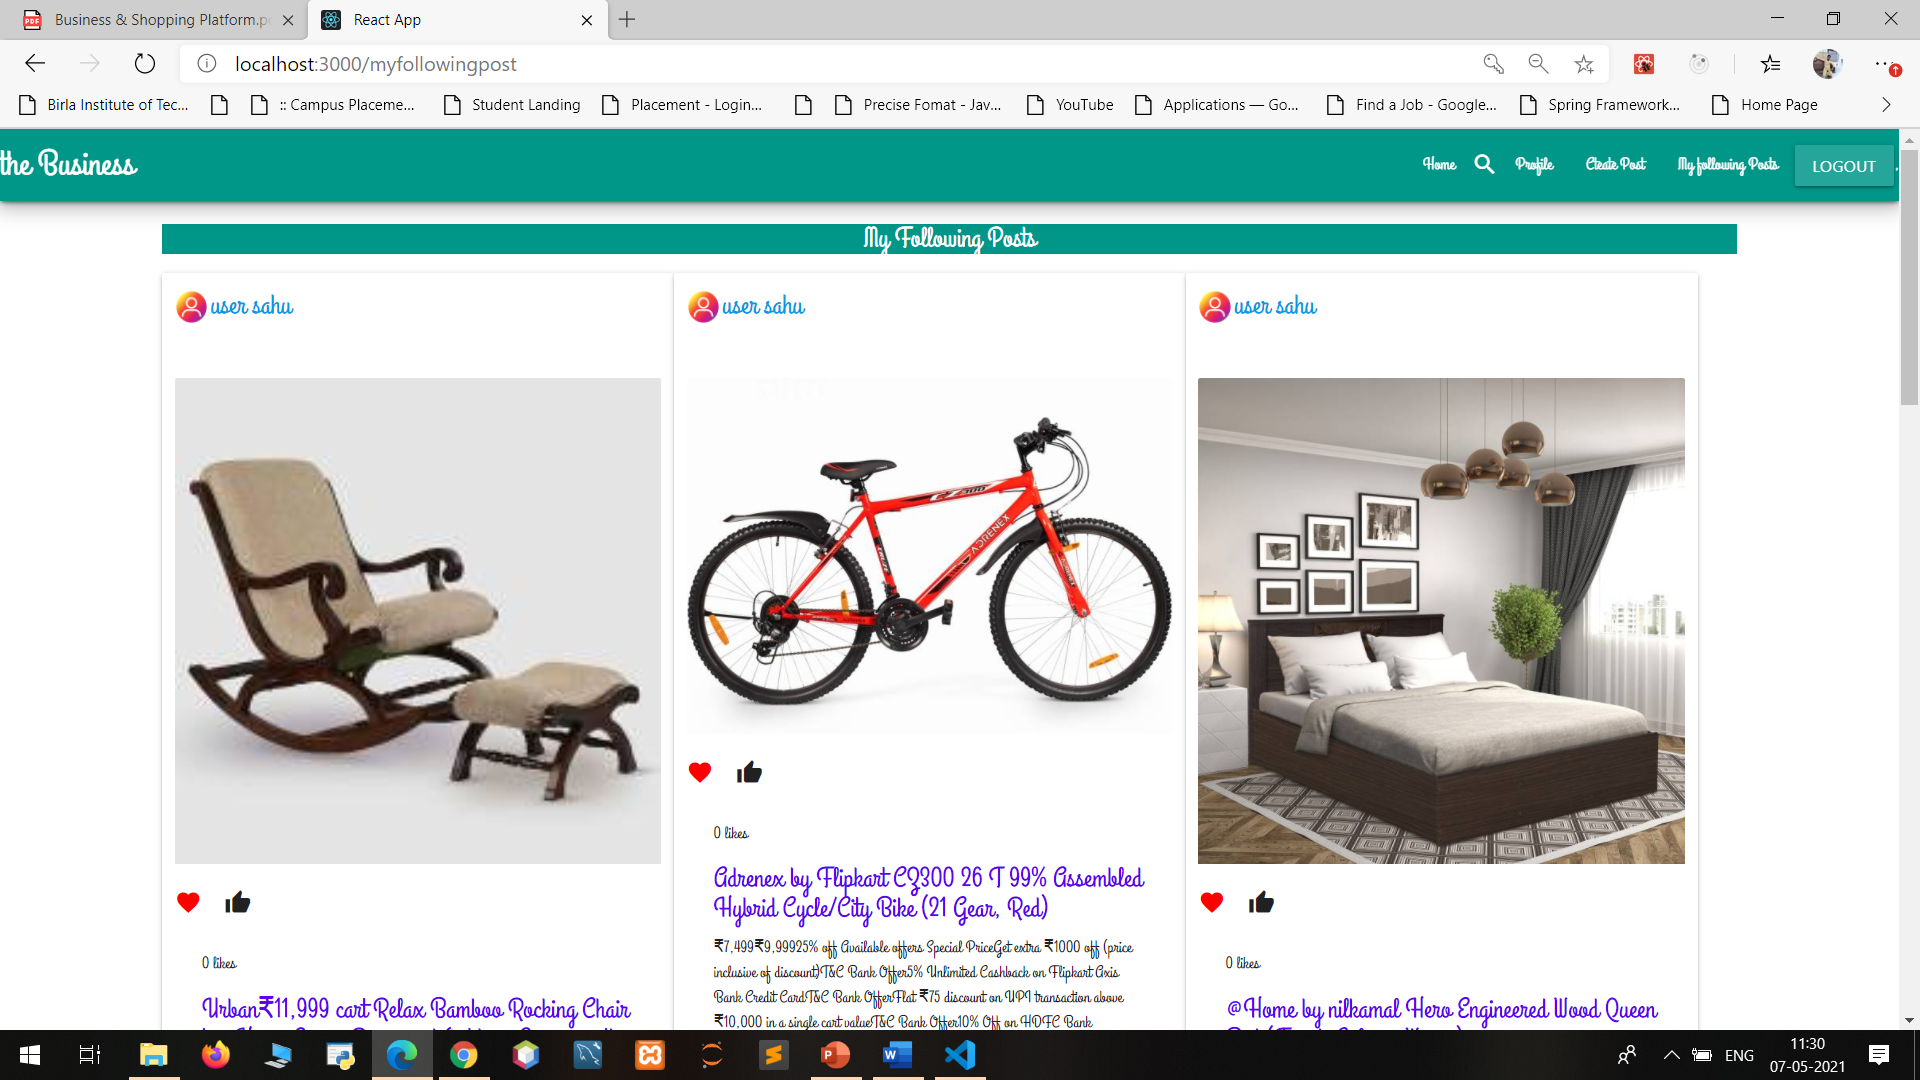 Business & Shopping Platform.p
React App
localhost:3000/myfollowingpost
Birla Institute of Tec...
:: Campus Placeme...
Student Landing
Placement - Login...
Precise Fomat - Jav...
YouTube
Applications — Go...
Find a Job - Google...
Spring Framework...
Home Page
the Business
Home
Profile
Cteate Post
My following Posts
LOGOUT
My Following Posts
user sahu
user sahu
user sahu
CZ300
ADRENEX
0 likes
Adrenex by Flipkart CZ300 26 T 99% Assembled
Hybrid Cycle/City Bike (21 Gear, Red)
₹7,499₹9,99925% off Available offers Special PriceGet extra ₹1000 off (price
inclusive of discount)T&C Bank Offer5% Unlimited Cashback on Flipkart Axis
Bank Credit CardT&C Bank OfferFlat ₹75 discount on UPI transaction above
₹10,000 in a single cart valueT&C Bank Offer10% Off on HDFC Bank
0 likes
Urban₹11,999 cart Relax Bamboo Rocking Chair
0 likes
@Home by nilkamal Hero Engineered Wood Queen
ENG
11:30
07-05-2021